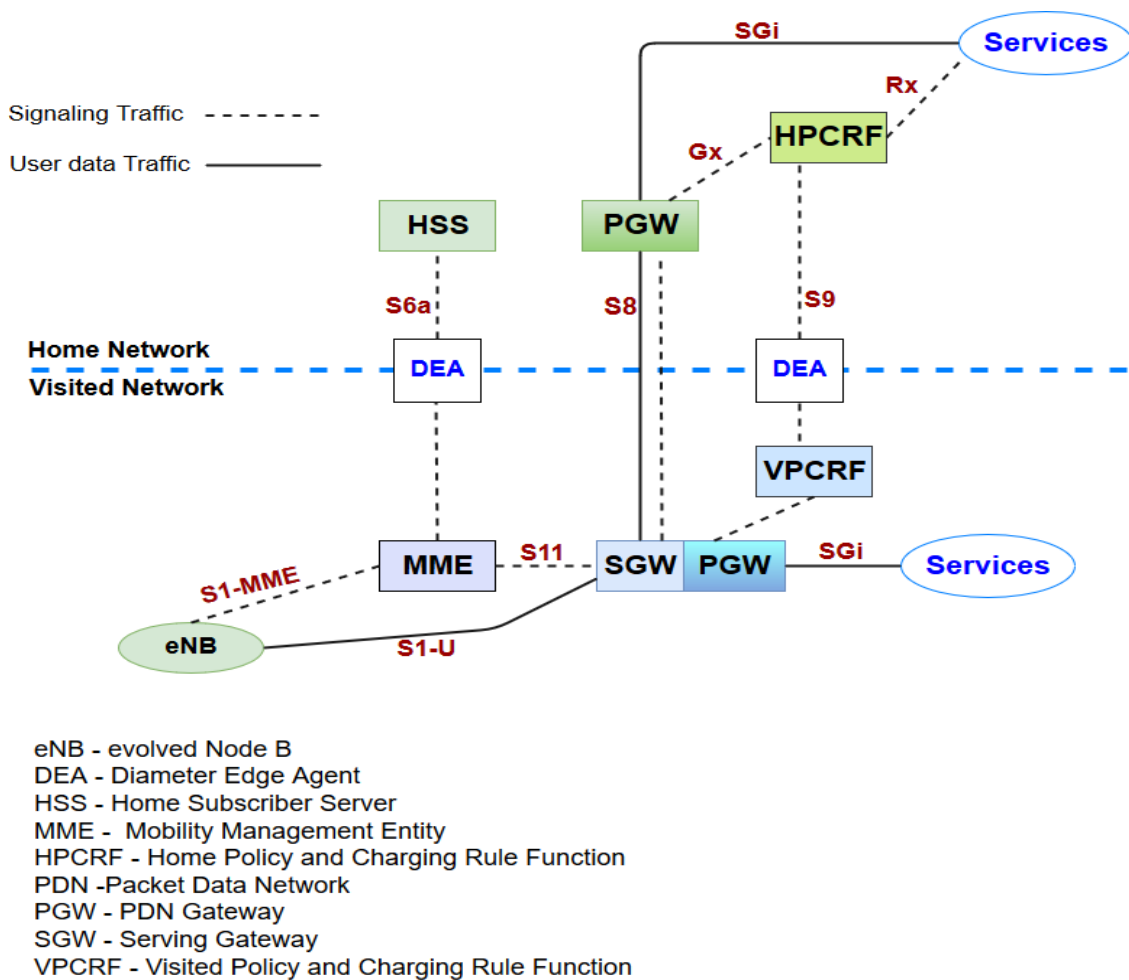 SGi
Services
Rx
Signaling Traffic
HPCRF
User data Traffic
Gx
HSS
PGW
S6a
S8
S9
Home Network
DEA
DEA
Visited Network
VPCRF
S11
SGi
MME
SGW
PGW
Services
S1-MME
eNB
S1-U
eNB - evolved Node B
DEA - Diameter Edge Agent
HSS - Home Subscriber Server
MME - Mobility Management Entity
HPCRF - Home Policy and Charging Rule Function
PDN -Packet Data Network
PGW - PDN Gateway
SGW - Serving Gateway
VPCRF - Visited Policy and Charging Rule Function